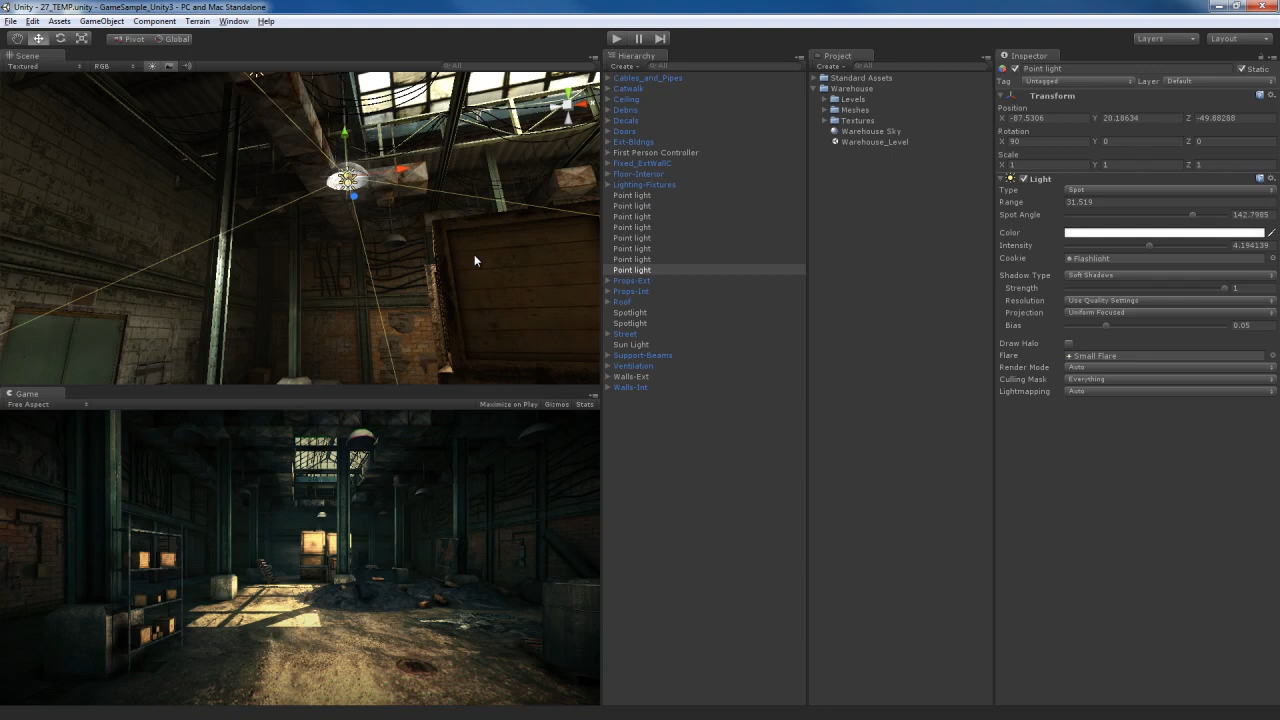 Unity - 27_TEMP.unity - GameSample_Unity3 - PC and Mac Standalone
File Edit Assets GameObject Component Terrain Window Help
Pivot Global Layers Layout
Scene Hierarchy Project Inspector
Textured RGB All Create All Create All
Point light Static
Tag Untagged Layer Default
Transform
Position
X -87.5306 Y 20.18634 Z -49.88288
Rotation
X 90 Y 0 Z 0
Scale
X 1 Y 1 Z 1
Light
Type Spot
Range 31.519
Spot Angle 142.7985
Color
Intensity 4.194139
Cookie Flashlight
Shadow Type Soft Shadows
Strength 1
Resolution Use Quality Settings
Projection Uniform Focused
Bias 0.05
Draw Halo
Flare Small Flare
Render Mode Auto
Culling Mask Everything
Lightmapping Auto
Cables_and_Pipes
Catwalk
Ceiling
Debris
Decals
Doors
Ext-Bldngs
First Person Controller
Fixed_ExtWallC
Floor-Interior
Lighting-Fixtures
Point light
Point light
Point light
Point light
Point light
Point light
Point light
Point light
Props-Ext
Props-Int
Roof
Spotlight
Spotlight
Street
Sun Light
Support-Beams
Ventilation
Walls-Ext
Walls-Int
Standard Assets
Warehouse
Levels
Meshes
Textures
Warehouse Sky
Warehouse_Level
Game
Free Aspect Maximize on Play Gizmos Stats